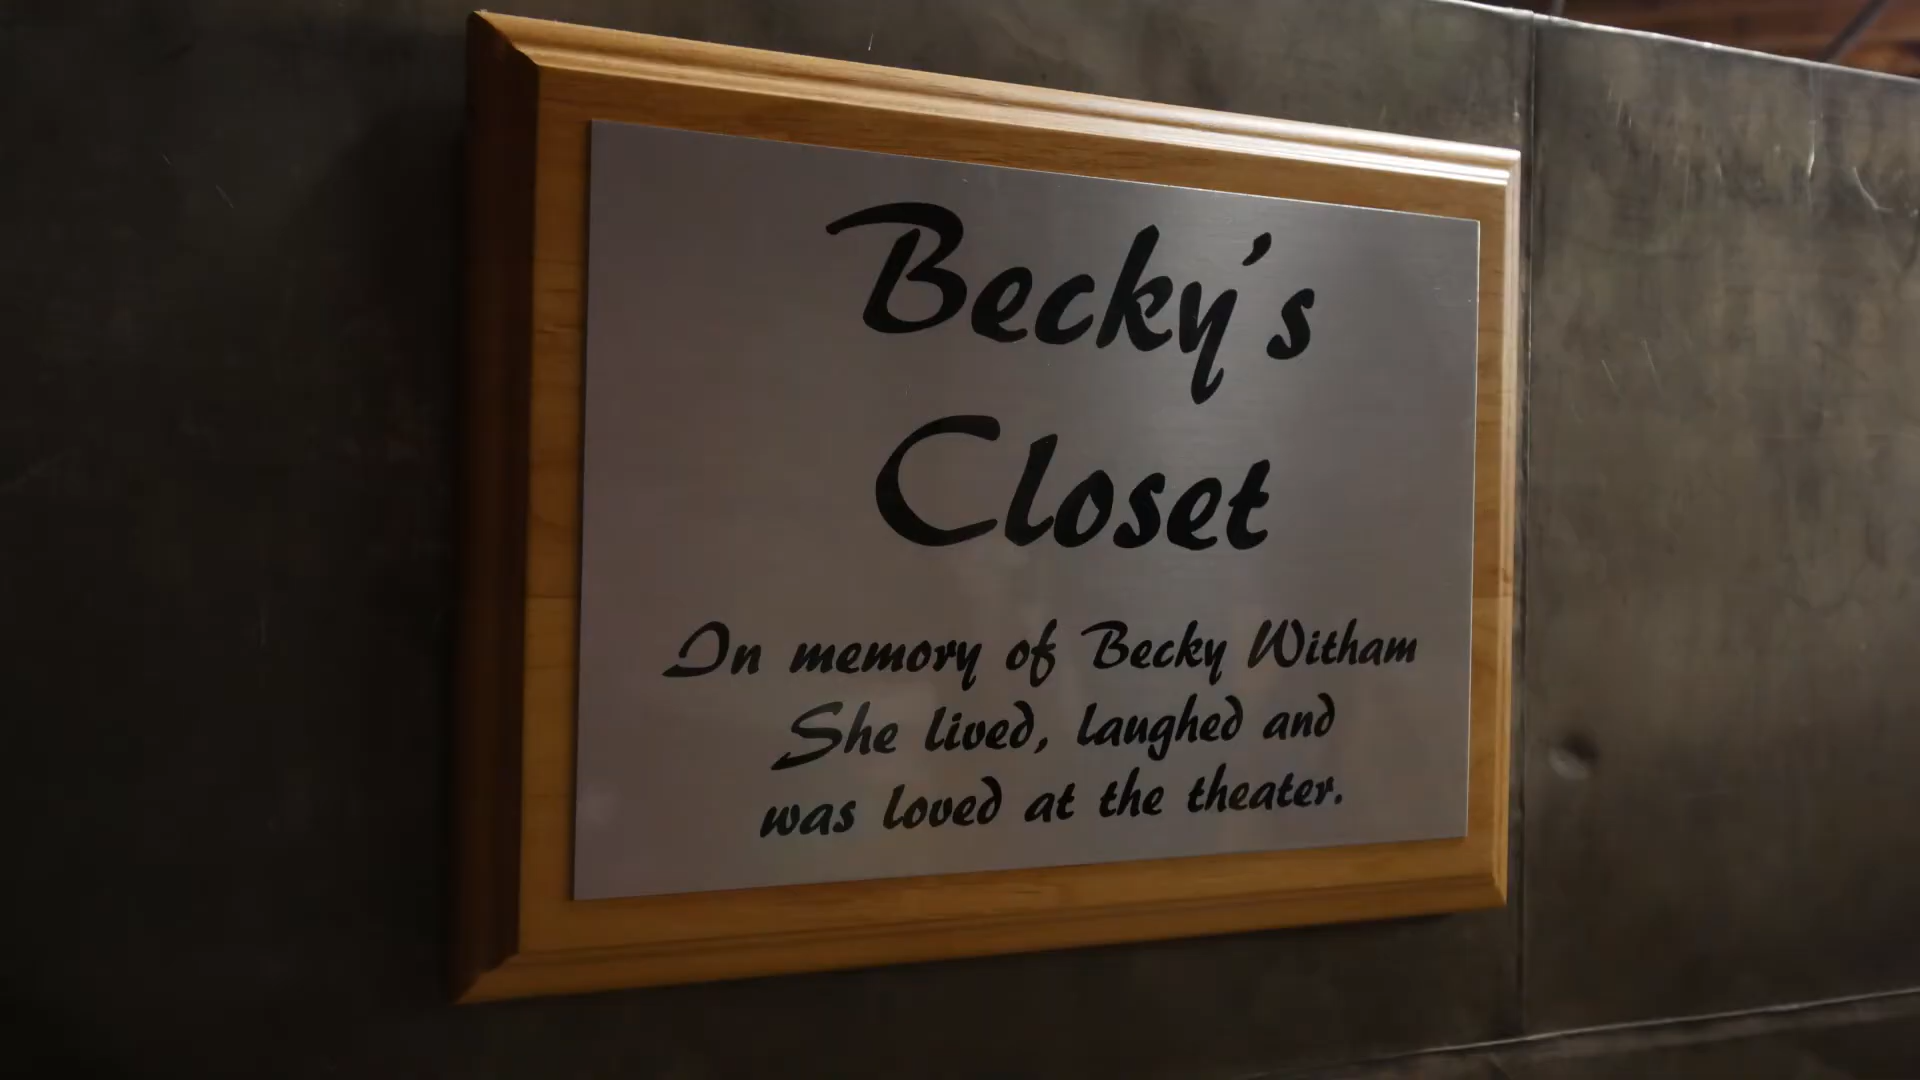 Becky's
Closet
In memory of Becky Witham
She lived, laughed and
was loved at the theater.